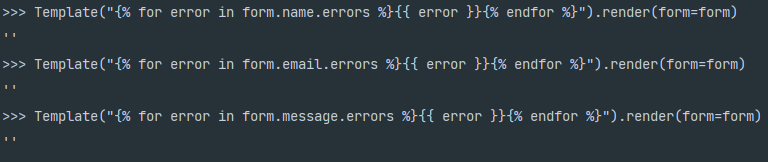 >>> Template("{% for error in form.name.errors %}{{ error }}{% endfor %}").render(form=form)
''
>>> Template("{% for error in form.email.errors %}{{ error }}{% endfor %}").render(form=form)
''
>>> Template("{% for error in form.message.errors %}{{ error }}{% endfor %}").render(form=form)
''